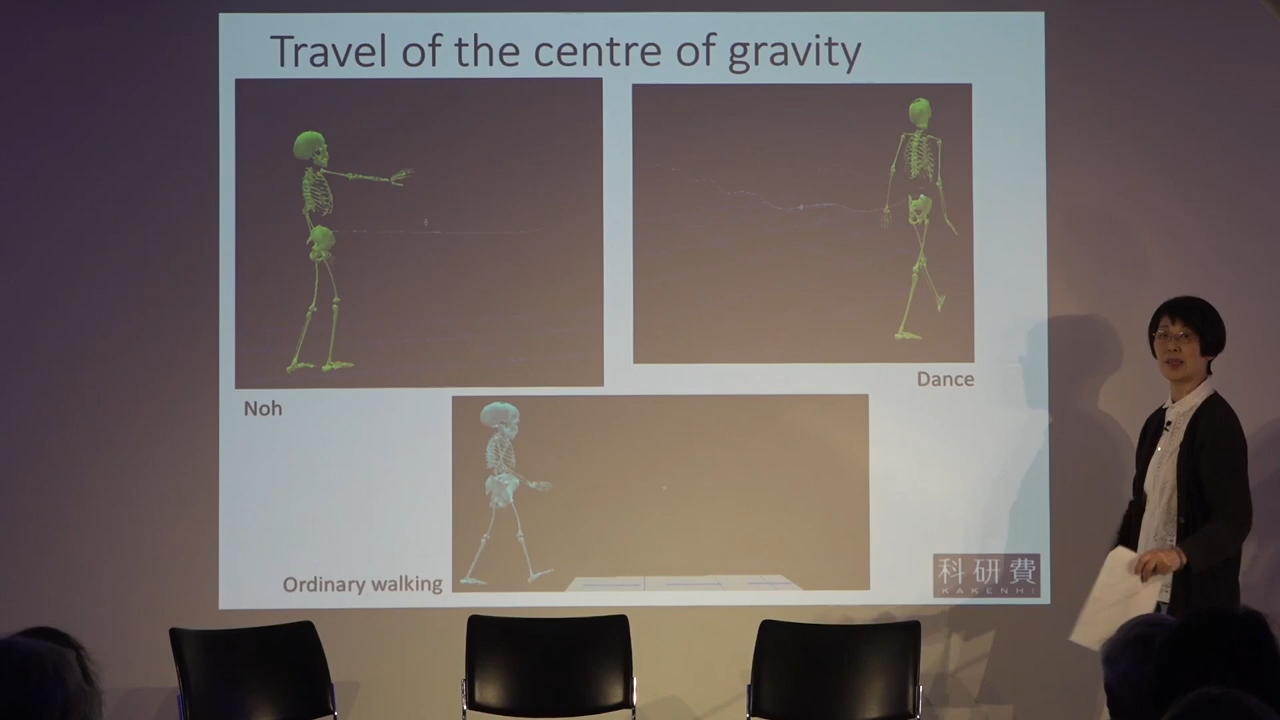 Travel of the centre of gravity
Noh
Dance
Ordinary walking
科研費
KAKENHI